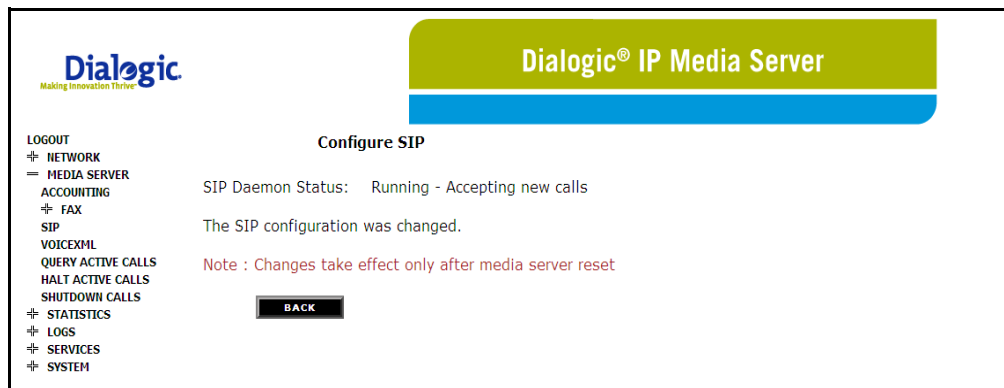 Dialogic.
Making Innovation Thrive™
Dialogic® IP Media Server
LOGOUT
NETWORK
MEDIA SERVER
ACCOUNTING
FAX
SIP
VOICEXML
QUERY ACTIVE CALLS
HALT ACTIVE CALLS
SHUTDOWN CALLS
STATISTICS
LOGS
SERVICES
SYSTEM
Configure SIP
SIP Daemon Status: Running - Accepting new calls
The SIP configuration was changed.
Note : Changes take effect only after media server reset
BACK